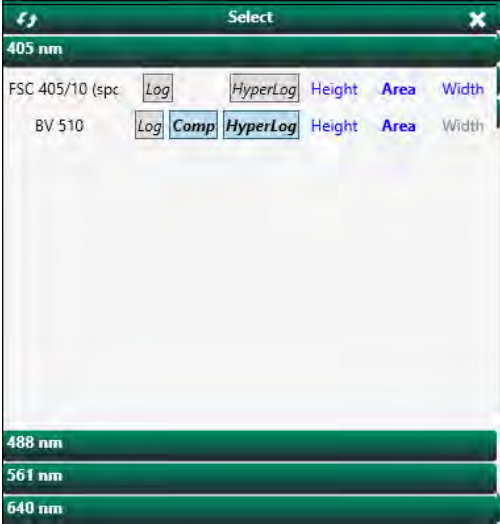 Select
405 nm
FSC 405/10 (spc Log HyperLog Height Area Width
BV 510 Log Comp HyperLog Height Area Width
488 nm
561 nm
640 nm